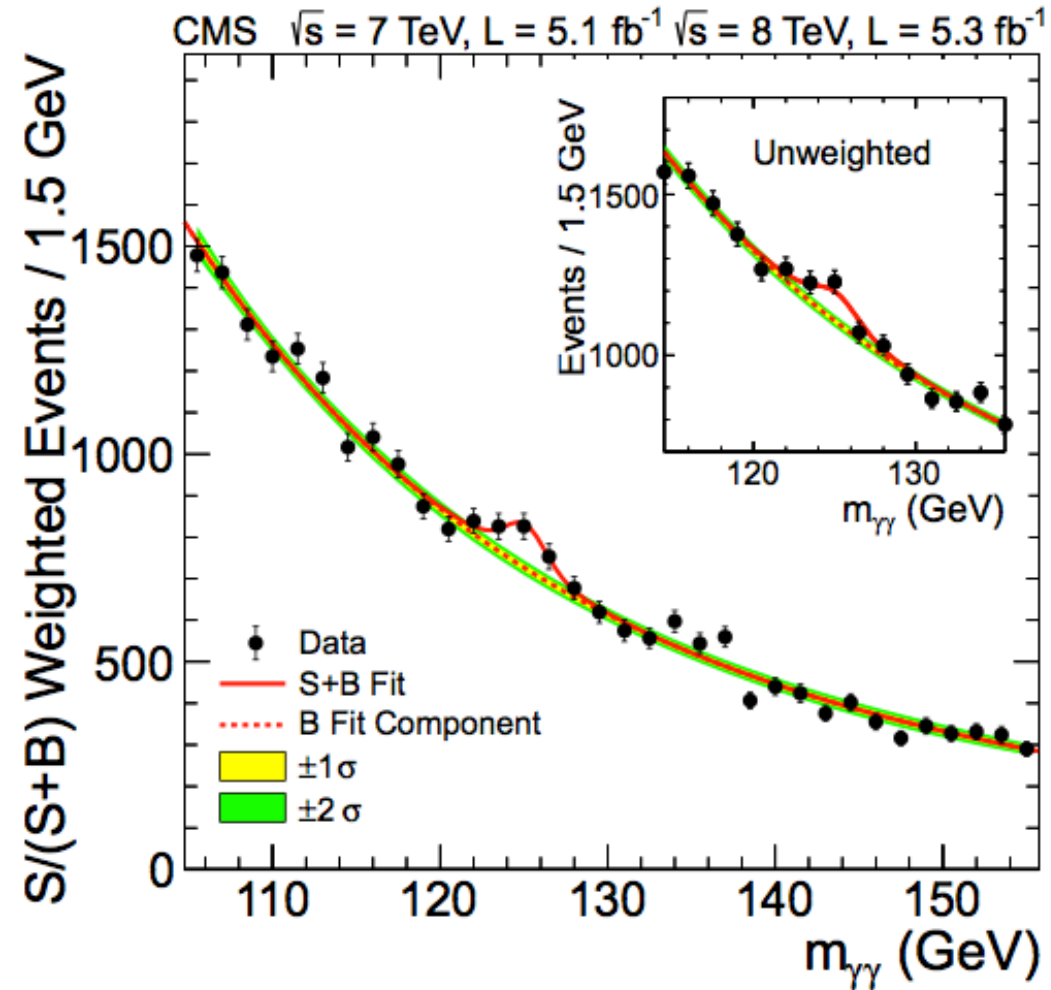 CMS √s = 7 TeV, L = 5.1 fb⁻¹ √s = 8 TeV, L = 5.3 fb⁻¹
S/(S+B) Weighted Events / 1.5 GeV
1500
1000
500
0
110 120 130 140 150
mγγ (GeV)
Data
S+B Fit
B Fit Component
±1 σ
±2 σ
Unweighted
Events / 1.5 GeV
1500
1000
120 130
mγγ (GeV)